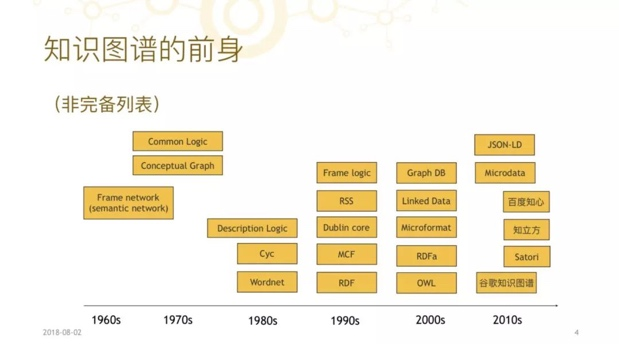 知识图谱的前身
（非完备列表）
Common Logic
JSON-LD
Conceptual Graph
Frame logic
Graph DB
Microdata
Frame network
(semantic network)
RSS
Linked Data
百度知心
Description Logic
Dublin core
Microformat
知立方
Cyc
MCF
RDFa
Satori
Wordnet
RDF
OWL
谷歌知识图谱
1960s
1970s
1980s
1990s
2000s
2010s
2018-08-02
4